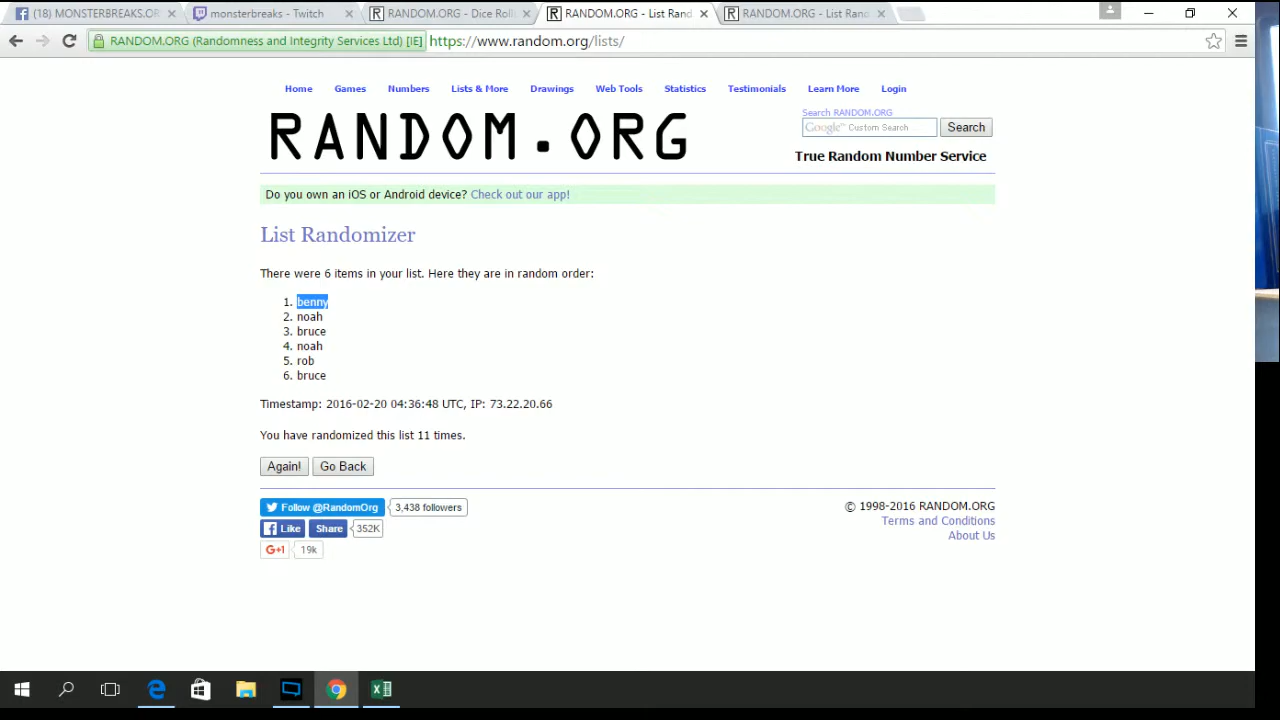 (18) MONSTERBREAKS.OR
monsterbreaks - Twitch
RANDOM.ORG - Dice Roll
RANDOM.ORG - List Rand
RANDOM.ORG - List Rand
RANDOM.ORG (Randomness and Integrity Services Ltd) [IE] https://www.random.org/lists/
Home Games Numbers Lists & More Drawings Web Tools Statistics Testimonials Learn More Login
RANDOM.ORG
Search RANDOM.ORG
Google™ Custom Search Search
True Random Number Service
Do you own an iOS or Android device? Check out our app!
List Randomizer
There were 6 items in your list. Here they are in random order:
1. benny
2. noah
3. bruce
4. noah
5. rob
6. bruce
Timestamp: 2016-02-20 04:36:48 UTC, IP: 73.22.20.66
You have randomized this list 11 times.
Again! Go Back
Follow @RandomOrg 3,438 followers
Like Share 352K
G+1 19k
© 1998-2016 RANDOM.ORG
Terms and Conditions
About Us